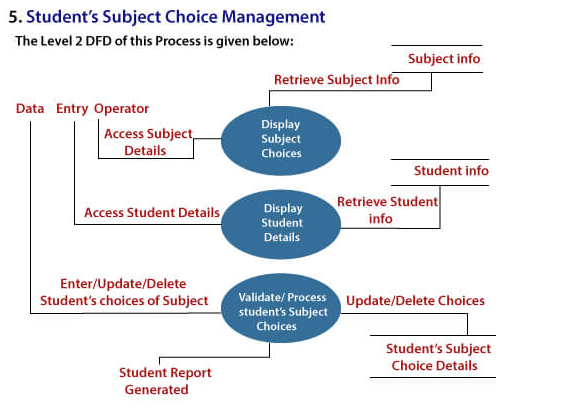 5. Student's Subject Choice Management
The Level 2 DFD of this Process is given below:
Subject info
Retrieve Subject Info
Data Entry Operator
Access Subject
Details
Display
Subject
Choices
Student info
Access Student Details
Display
Student
Details
Retrieve Student
info
Enter/Update/Delete
Student's choices of Subject
Validate/ Process
student's Subject
Choices
Update/Delete Choices
Student's Subject
Choice Details
Student Report
Generated